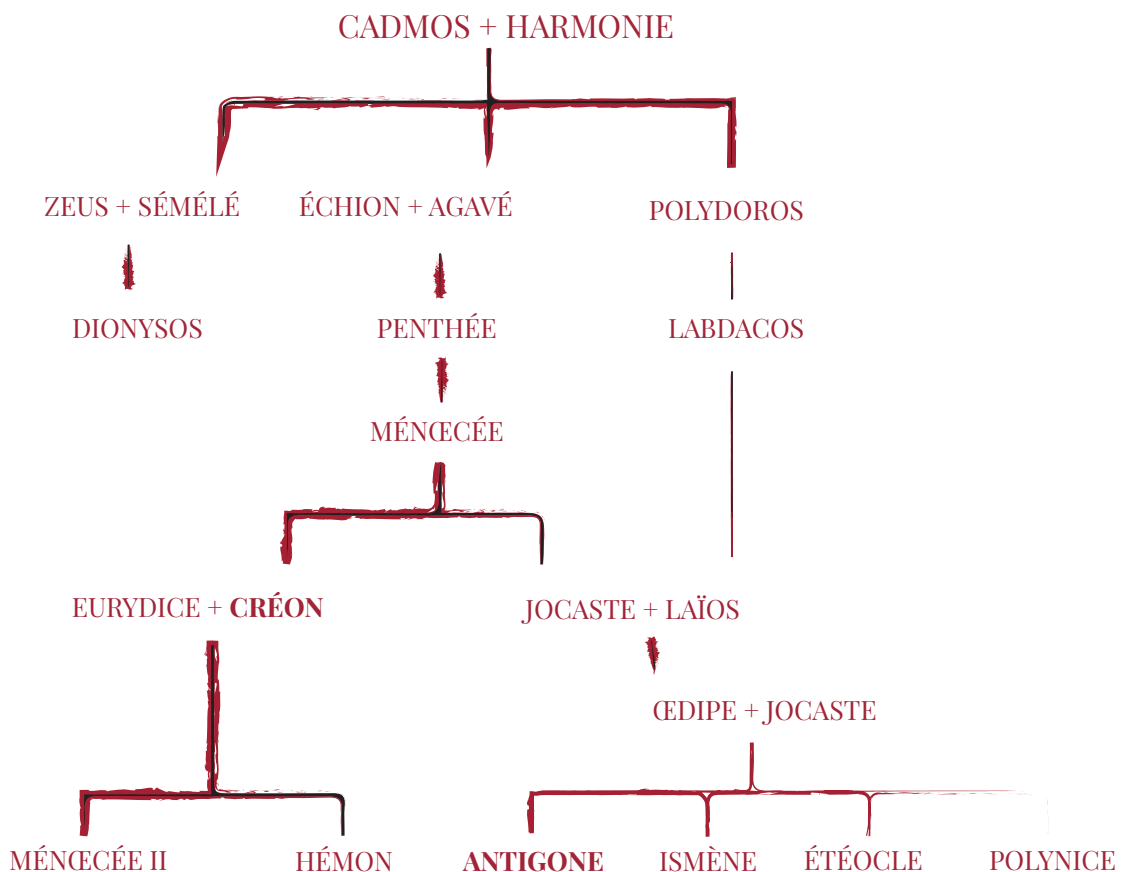 CADMOS + HARMONIE
ZEUS + SÉMÉLÉ
ÉCHION + AGAVÉ
POLYDOROS
DIONYSOS
PENTHÉE
LABDACOS
MÉNŒCÉE
EURYDICE + CRÉON
JOCASTE + LAÏOS
ŒDIPE + JOCASTE
MÉNŒCÉE II
HÉMON
ANTIGONE
ISMÈNE
ÉTÉOCLE
POLYNICE